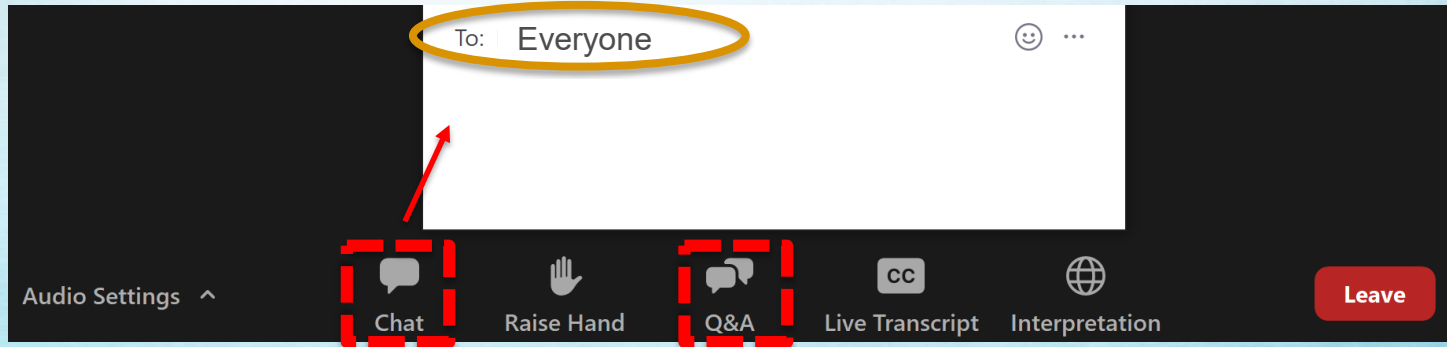 To: Everyone
Audio Settings
Chat
Raise Hand
Q&A
CC
Live Transcript
Interpretation
Leave